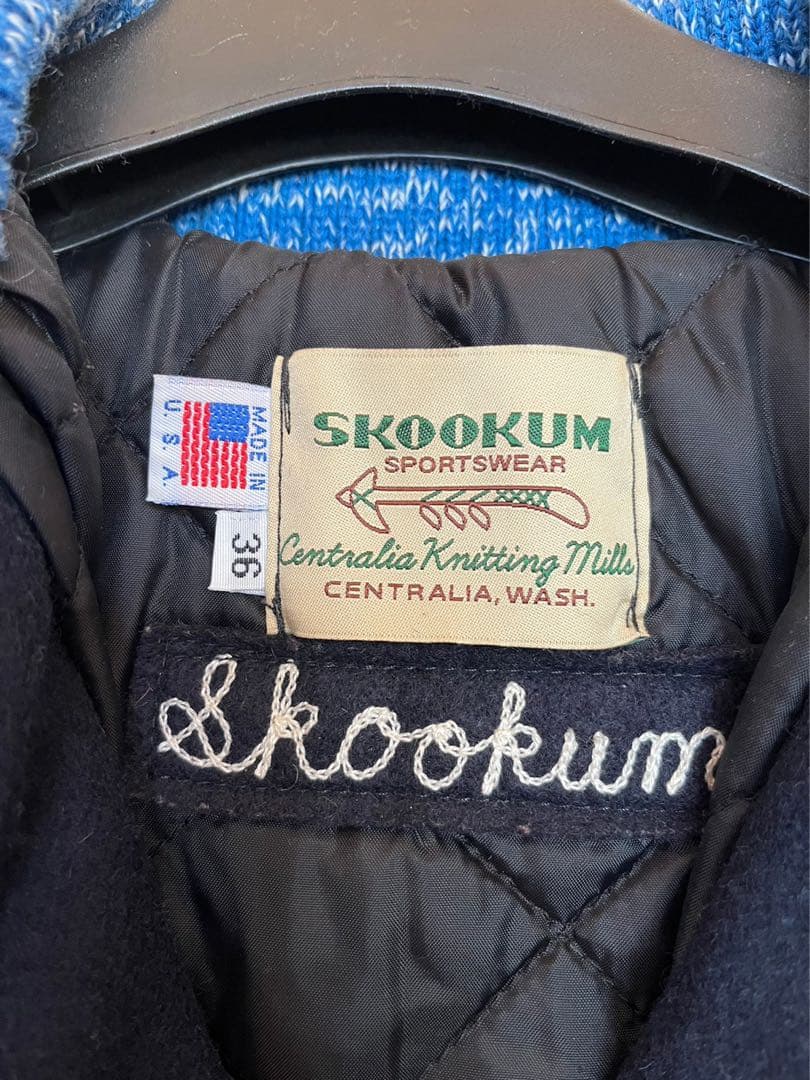 SKOOKUM
SPORTSWEAR
Centralia Knitting Mills
CENTRALIA, WASH.
MADE IN
U. S. A.
36
Skookum